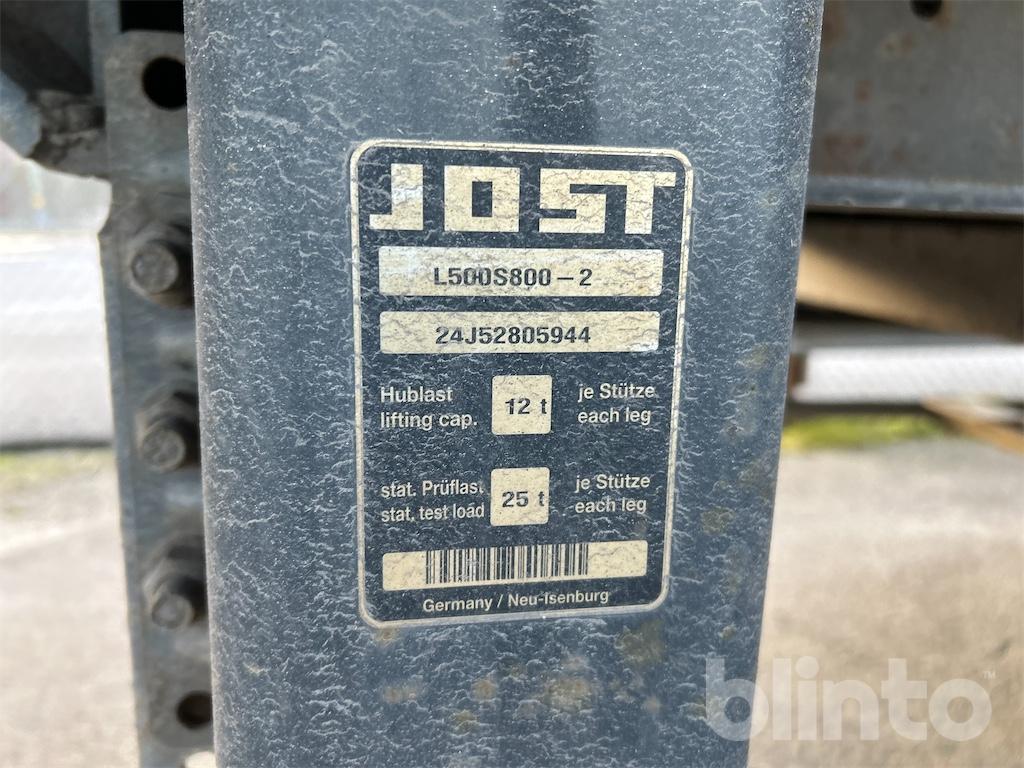 JOST
L500S800-2
24J52805944
Hublast 12 t je Stütze
lifting cap. each leg
stat. Prüflast 25 t je Stütze
stat. test load each leg
Germany / Neu-Isenburg
blinto™